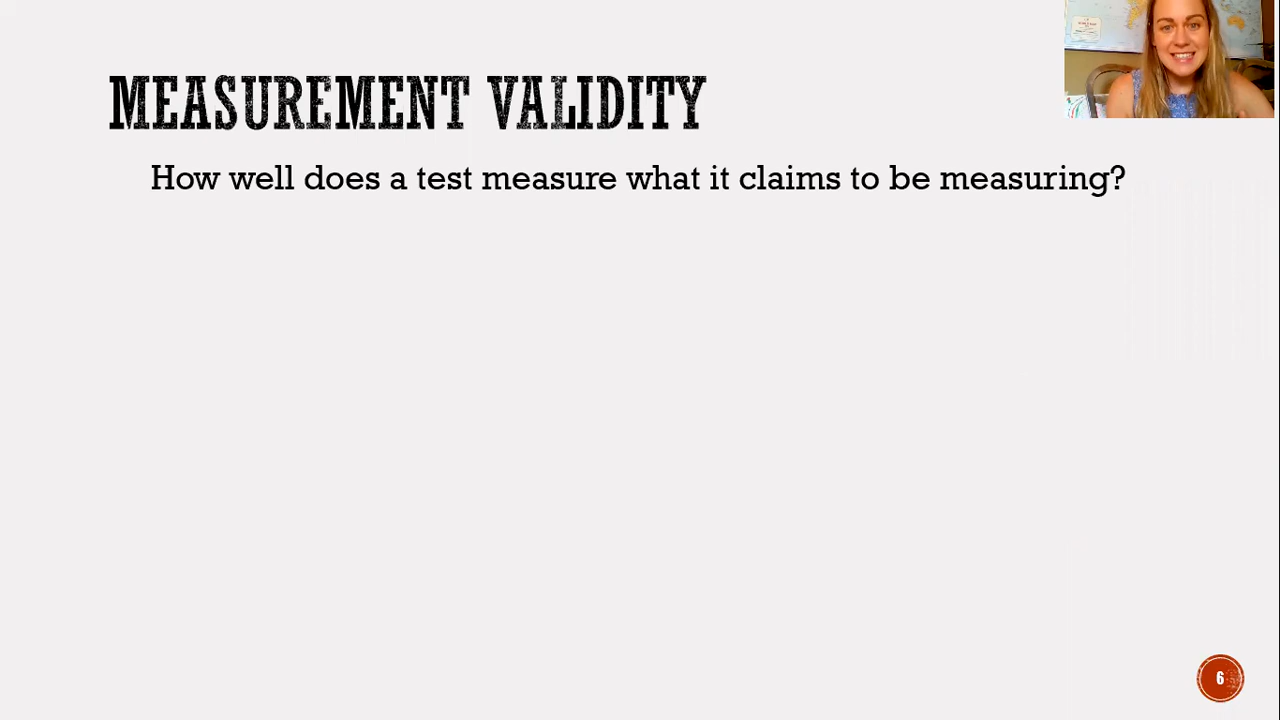 MEASUREMENT VALIDITY
How well does a test measure what it claims to be measuring?
6